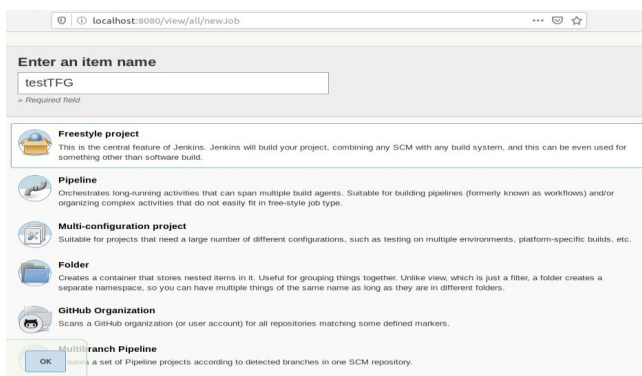 localhost:8080/view/all/newJob
Enter an item name
testTFG
» Required field
Freestyle project
This is the central feature of Jenkins. Jenkins will build your project, combining any SCM with any build system, and this can be even used for
something other than software build.
Pipeline
Orchestrates long-running activities that can span multiple build agents. Suitable for building pipelines (formerly known as workflows) and/or
organizing complex activities that do not easily fit in free-style job type.
Multi-configuration project
Suitable for projects that need a large number of different configurations, such as testing on multiple environments, platform-specific builds, etc.
Folder
Creates a container that stores nested items in it. Useful for grouping things together. Unlike view, which is just a filter, a folder creates a
separate namespace, so you can have multiple things of the same name as long as they are in different folders.
GitHub Organization
Scans a GitHub organization (or user account) for all repositories matching some defined markers.
Multibranch Pipeline
Creates a set of Pipeline projects according to detected branches in one SCM repository.
OK